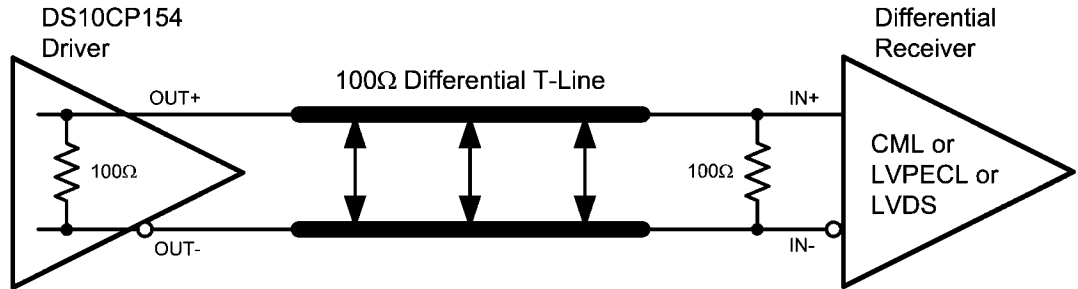 DS10CP154
Driver
Differential
Receiver
100Ω Differential T-Line
OUT+
IN+
100Ω
100Ω
CML or
LVPECL or
LVDS
OUT-
IN-